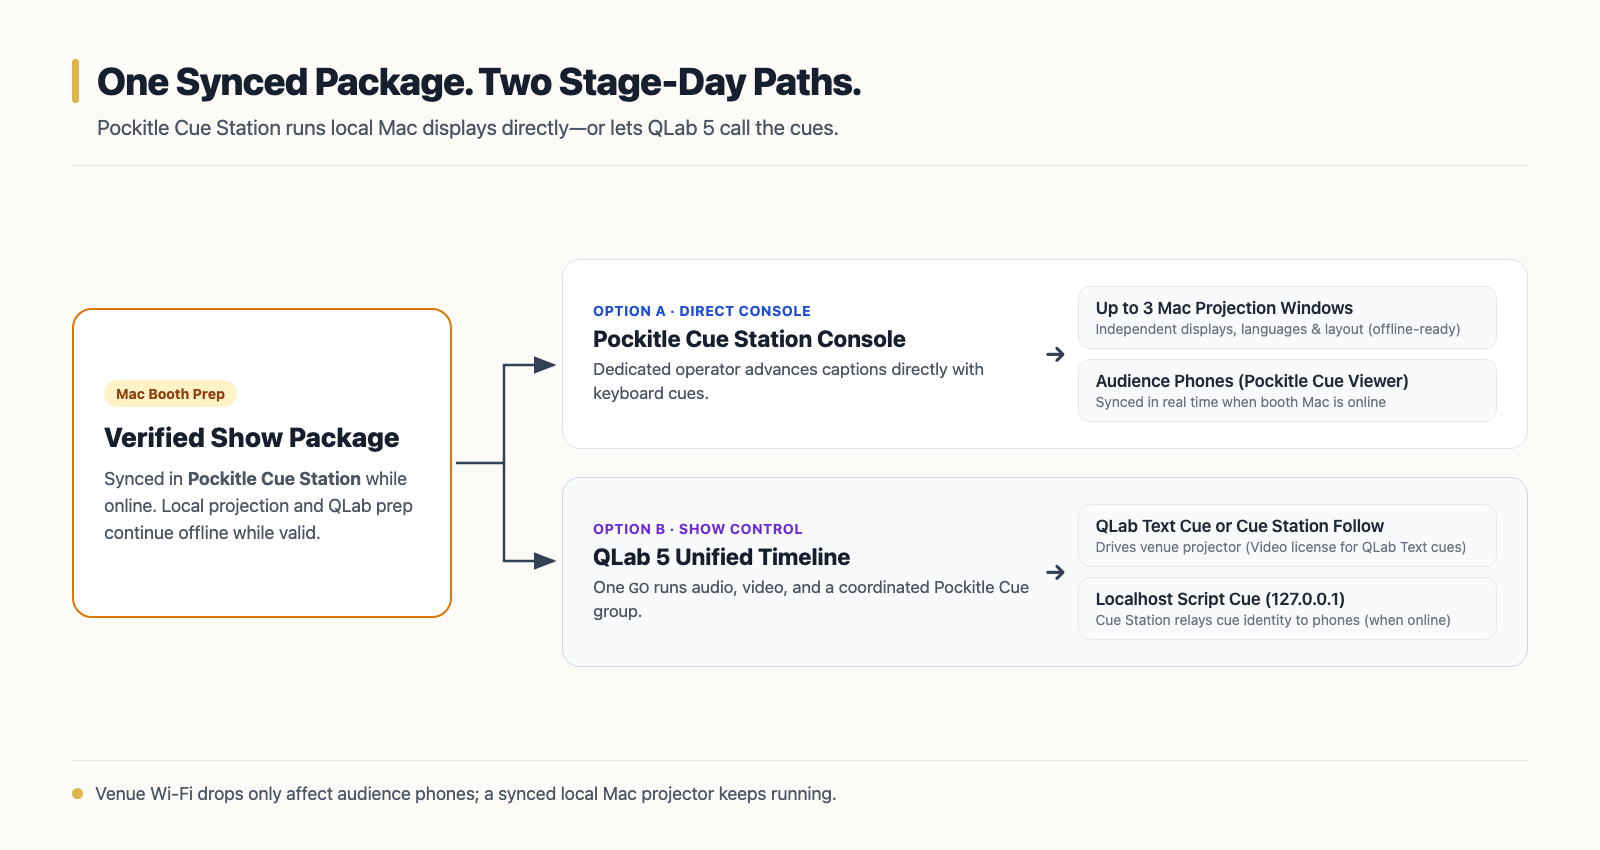 One Synced Package. Two Stage-Day Paths.
Pockitle Cue Station runs local Mac displays directly—or lets QLab 5 call the cues.
Mac Booth Prep
Verified Show Package
Synced in Pockitle Cue Station while
online. Local projection and QLab prep
continue offline while valid.
OPTION A · DIRECT CONSOLE
Pockitle Cue Station Console
Dedicated operator advances captions directly with
keyboard cues.
Up to 3 Mac Projection Windows
Independent displays, languages & layout (offline-ready)
Audience Phones (Pockitle Cue Viewer)
Synced in real time when booth Mac is online
OPTION B · SHOW CONTROL
QLab 5 Unified Timeline
One GO runs audio, video, and a coordinated Pockitle Cue
group.
QLab Text Cue or Cue Station Follow
Drives venue projector (Video license for QLab Text cues)
Localhost Script Cue (127.0.0.1)
Cue Station relays cue identity to phones (when online)
Venue Wi-Fi drops only affect audience phones; a synced local Mac projector keeps running.